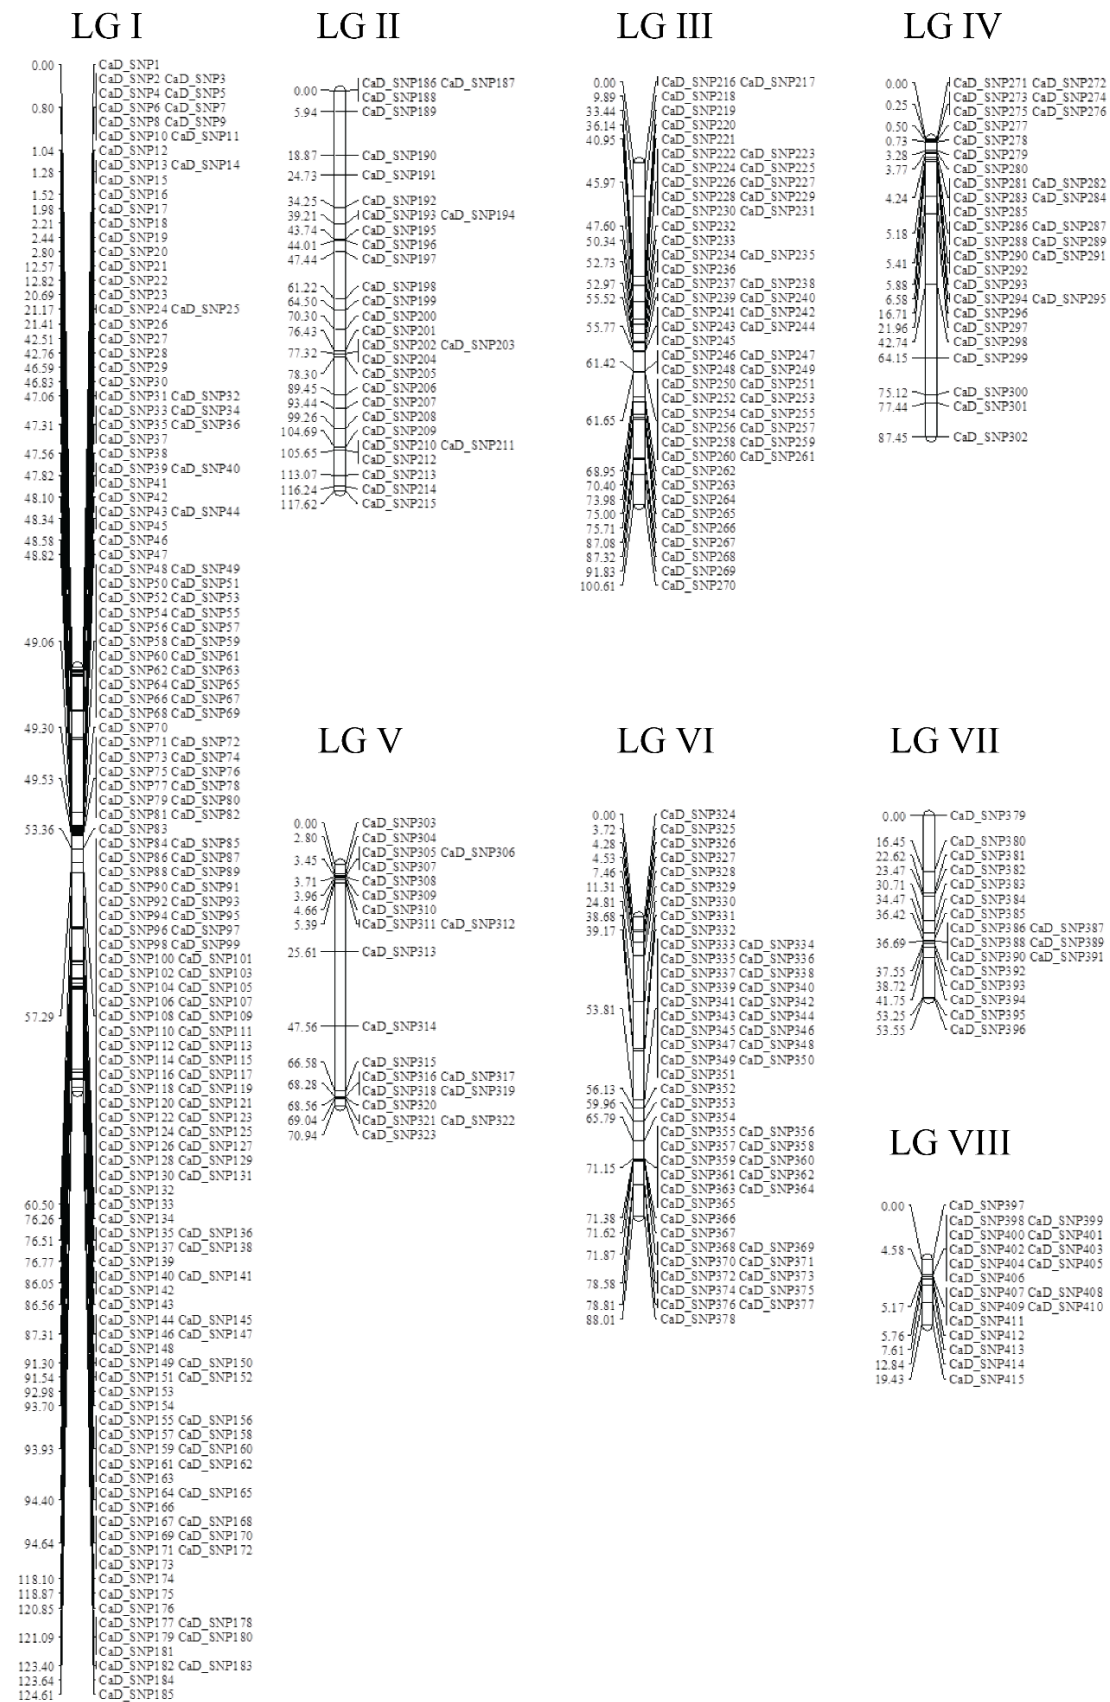 LG I
0.00 CaD_SNP1
CaD_SNP2 CaD_SNP3
CaD_SNP4 CaD_SNP5
0.80 CaD_SNP6 CaD_SNP7
CaD_SNP8 CaD_SNP9
CaD_SNP10 CaD_SNP11
1.04 CaD_SNP12
1.28 CaD_SNP13 CaD_SNP14
CaD_SNP15
1.52 CaD_SNP16
1.98 CaD_SNP17
2.21 CaD_SNP18
2.44 CaD_SNP19
2.80 CaD_SNP20
12.57 CaD_SNP21
12.82 CaD_SNP22
20.69 CaD_SNP23
21.17 CaD_SNP24 CaD_SNP25
21.41 CaD_SNP26
42.51 CaD_SNP27
42.76 CaD_SNP28
46.59 CaD_SNP29
46.83 CaD_SNP30
47.06 CaD_SNP31 CaD_SNP32
CaD_SNP33 CaD_SNP34
47.31 CaD_SNP35 CaD_SNP36
CaD_SNP37
47.56 CaD_SNP38
47.82 CaD_SNP39 CaD_SNP40
CaD_SNP41
48.10 CaD_SNP42
48.34 CaD_SNP43 CaD_SNP44
CaD_SNP45
48.58 CaD_SNP46
48.82 CaD_SNP47
CaD_SNP48 CaD_SNP49
CaD_SNP50 CaD_SNP51
CaD_SNP52 CaD_SNP53
CaD_SNP54 CaD_SNP55
CaD_SNP56 CaD_SNP57
49.06 CaD_SNP58 CaD_SNP59
CaD_SNP60 CaD_SNP61
CaD_SNP62 CaD_SNP63
CaD_SNP64 CaD_SNP65
CaD_SNP66 CaD_SNP67
CaD_SNP68 CaD_SNP69
49.30 CaD_SNP70
CaD_SNP71 CaD_SNP72
CaD_SNP73 CaD_SNP74
49.53 CaD_SNP75 CaD_SNP76
CaD_SNP77 CaD_SNP78
CaD_SNP79 CaD_SNP80
CaD_SNP81 CaD_SNP82
53.36 CaD_SNP83
CaD_SNP84 CaD_SNP85
CaD_SNP86 CaD_SNP87
CaD_SNP88 CaD_SNP89
CaD_SNP90 CaD_SNP91
CaD_SNP92 CaD_SNP93
CaD_SNP94 CaD_SNP95
CaD_SNP96 CaD_SNP97
CaD_SNP98 CaD_SNP99
CaD_SNP100 CaD_SNP101
CaD_SNP102 CaD_SNP103
CaD_SNP104 CaD_SNP105
CaD_SNP106 CaD_SNP107
57.29 CaD_SNP108 CaD_SNP109
CaD_SNP110 CaD_SNP111
CaD_SNP112 CaD_SNP113
CaD_SNP114 CaD_SNP115
CaD_SNP116 CaD_SNP117
CaD_SNP118 CaD_SNP119
CaD_SNP120 CaD_SNP121
CaD_SNP122 CaD_SNP123
CaD_SNP124 CaD_SNP125
CaD_SNP126 CaD_SNP127
CaD_SNP128 CaD_SNP129
CaD_SNP130 CaD_SNP131
CaD_SNP132
60.50 CaD_SNP133
76.26 CaD_SNP134
76.51 CaD_SNP135 CaD_SNP136
CaD_SNP137 CaD_SNP138
76.77 CaD_SNP139
86.05 CaD_SNP140 CaD_SNP141
CaD_SNP142
86.56 CaD_SNP143
CaD_SNP144 CaD_SNP145
87.31 CaD_SNP146 CaD_SNP147
CaD_SNP148
91.30 CaD_SNP149 CaD_SNP150
91.54 CaD_SNP151 CaD_SNP152
92.98 CaD_SNP153
93.70 CaD_SNP154
CaD_SNP155 CaD_SNP156
CaD_SNP157 CaD_SNP158
93.93 CaD_SNP159 CaD_SNP160
CaD_SNP161 CaD_SNP162
CaD_SNP163
94.40 CaD_SNP164 CaD_SNP165
CaD_SNP166
CaD_SNP167 CaD_SNP168
94.64 CaD_SNP169 CaD_SNP170
CaD_SNP171 CaD_SNP172
CaD_SNP173
118.10 CaD_SNP174
118.87 CaD_SNP175
120.85 CaD_SNP176
CaD_SNP177 CaD_SNP178
121.09 CaD_SNP179 CaD_SNP180
CaD_SNP181
123.40 CaD_SNP182 CaD_SNP183
123.64 CaD_SNP184
124.61 CaD_SNP185
LG II
0.00 CaD_SNP186 CaD_SNP187
CaD_SNP188
5.94 CaD_SNP189
18.87 CaD_SNP190
24.73 CaD_SNP191
34.25 CaD_SNP192
39.21 CaD_SNP193 CaD_SNP194
43.74 CaD_SNP195
44.01 CaD_SNP196
47.44 CaD_SNP197
61.22 CaD_SNP198
64.50 CaD_SNP199
70.30 CaD_SNP200
76.43 CaD_SNP201
77.32 CaD_SNP202 CaD_SNP203
CaD_SNP204
78.30 CaD_SNP205
89.45 CaD_SNP206
93.44 CaD_SNP207
99.26 CaD_SNP208
104.69 CaD_SNP209
105.65 CaD_SNP210 CaD_SNP211
CaD_SNP212
113.07 CaD_SNP213
116.24 CaD_SNP214
117.62 CaD_SNP215
LG III
0.00 CaD_SNP216 CaD_SNP217
9.89 CaD_SNP218
33.44 CaD_SNP219
36.14 CaD_SNP220
40.95 CaD_SNP221
CaD_SNP222 CaD_SNP223
CaD_SNP224 CaD_SNP225
45.97 CaD_SNP226 CaD_SNP227
CaD_SNP228 CaD_SNP229
CaD_SNP230 CaD_SNP231
47.60 CaD_SNP232
50.34 CaD_SNP233
52.73 CaD_SNP234 CaD_SNP235
CaD_SNP236
52.97 CaD_SNP237 CaD_SNP238
55.52 CaD_SNP239 CaD_SNP240
CaD_SNP241 CaD_SNP242
55.77 CaD_SNP243 CaD_SNP244
CaD_SNP245
61.42 CaD_SNP246 CaD_SNP247
CaD_SNP248 CaD_SNP249
CaD_SNP250 CaD_SNP251
CaD_SNP252 CaD_SNP253
61.65 CaD_SNP254 CaD_SNP255
CaD_SNP256 CaD_SNP257
CaD_SNP258 CaD_SNP259
CaD_SNP260 CaD_SNP261
68.95 CaD_SNP262
70.40 CaD_SNP263
73.98 CaD_SNP264
75.00 CaD_SNP265
75.71 CaD_SNP266
87.08 CaD_SNP267
87.32 CaD_SNP268
91.83 CaD_SNP269
100.61 CaD_SNP270
LG IV
0.00 CaD_SNP271 CaD_SNP272
CaD_SNP273 CaD_SNP274
0.25 CaD_SNP275 CaD_SNP276
0.50 CaD_SNP277
0.73 CaD_SNP278
3.28 CaD_SNP279
3.77 CaD_SNP280
CaD_SNP281 CaD_SNP282
4.24 CaD_SNP283 CaD_SNP284
CaD_SNP285
5.18 CaD_SNP286 CaD_SNP287
CaD_SNP288 CaD_SNP289
5.41 CaD_SNP290 CaD_SNP291
CaD_SNP292
5.88 CaD_SNP293
6.58 CaD_SNP294 CaD_SNP295
16.71 CaD_SNP296
21.96 CaD_SNP297
42.74 CaD_SNP298
64.15 CaD_SNP299
75.12 CaD_SNP300
77.44 CaD_SNP301
87.45 CaD_SNP302
LG V
0.00 CaD_SNP303
2.80 CaD_SNP304
3.45 CaD_SNP305 CaD_SNP306
CaD_SNP307
3.71 CaD_SNP308
3.96 CaD_SNP309
4.66 CaD_SNP310
5.39 CaD_SNP311 CaD_SNP312
25.61 CaD_SNP313
47.56 CaD_SNP314
66.58 CaD_SNP315
68.28 CaD_SNP316 CaD_SNP317
CaD_SNP318 CaD_SNP319
68.56 CaD_SNP320
69.04 CaD_SNP321 CaD_SNP322
70.94 CaD_SNP323
LG VI
0.00 CaD_SNP324
3.72 CaD_SNP325
4.28 CaD_SNP326
4.53 CaD_SNP327
7.46 CaD_SNP328
11.31 CaD_SNP329
24.81 CaD_SNP330
38.68 CaD_SNP331
39.17 CaD_SNP332
CaD_SNP333 CaD_SNP334
CaD_SNP335 CaD_SNP336
CaD_SNP337 CaD_SNP338
CaD_SNP339 CaD_SNP340
53.81 CaD_SNP341 CaD_SNP342
CaD_SNP343 CaD_SNP344
CaD_SNP345 CaD_SNP346
CaD_SNP347 CaD_SNP348
CaD_SNP349 CaD_SNP350
CaD_SNP351
56.13 CaD_SNP352
59.96 CaD_SNP353
65.79 CaD_SNP354
CaD_SNP355 CaD_SNP356
CaD_SNP357 CaD_SNP358
71.15 CaD_SNP359 CaD_SNP360
CaD_SNP361 CaD_SNP362
CaD_SNP363 CaD_SNP364
CaD_SNP365
71.38 CaD_SNP366
71.62 CaD_SNP367
71.87 CaD_SNP368 CaD_SNP369
CaD_SNP370 CaD_SNP371
78.58 CaD_SNP372 CaD_SNP373
CaD_SNP374 CaD_SNP375
78.81 CaD_SNP376 CaD_SNP377
88.01 CaD_SNP378
LG VII
0.00 CaD_SNP379
16.45 CaD_SNP380
22.62 CaD_SNP381
23.47 CaD_SNP382
30.71 CaD_SNP383
34.47 CaD_SNP384
36.42 CaD_SNP385
CaD_SNP386 CaD_SNP387
36.69 CaD_SNP388 CaD_SNP389
CaD_SNP390 CaD_SNP391
37.55 CaD_SNP392
38.72 CaD_SNP393
41.75 CaD_SNP394
53.25 CaD_SNP395
53.55 CaD_SNP396
LG VIII
0.00 CaD_SNP397
CaD_SNP398 CaD_SNP399
CaD_SNP400 CaD_SNP401
4.58 CaD_SNP402 CaD_SNP403
CaD_SNP404 CaD_SNP405
CaD_SNP406
CaD_SNP407 CaD_SNP408
5.17 CaD_SNP409 CaD_SNP410
CaD_SNP411
5.76 CaD_SNP412
7.61 CaD_SNP413
12.84 CaD_SNP414
19.43 CaD_SNP415